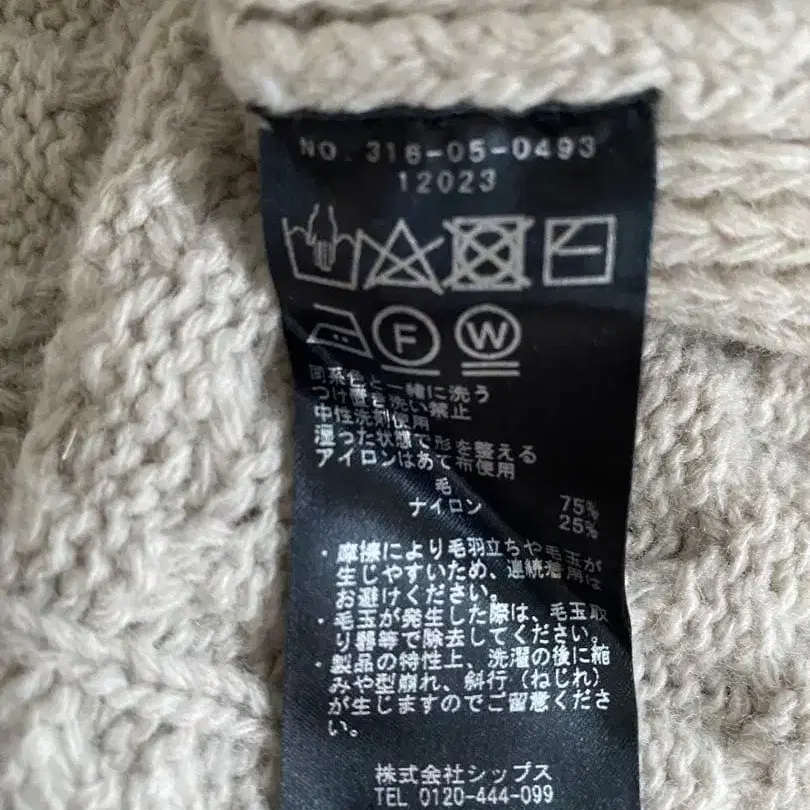 NO. 316-05-0493
12023
F W
同系色と一緒に洗う
つけ置き洗い禁止
中性洗剤使用
湿った状態で形を整える
アイロンはあて布使用
毛 75%
ナイロン 25%
・摩擦により毛羽立ちや毛玉が
生じやすいため、連続着用は
お避けください。
・毛玉が発生した際は、毛玉取
り器等で除去してください。
・製品の特性上、洗濯の後に縮
みや型崩れ、斜行(ねじれ)
が生じますのでご留意くださ
い。
株式会社シップス
TEL 0120-444-099